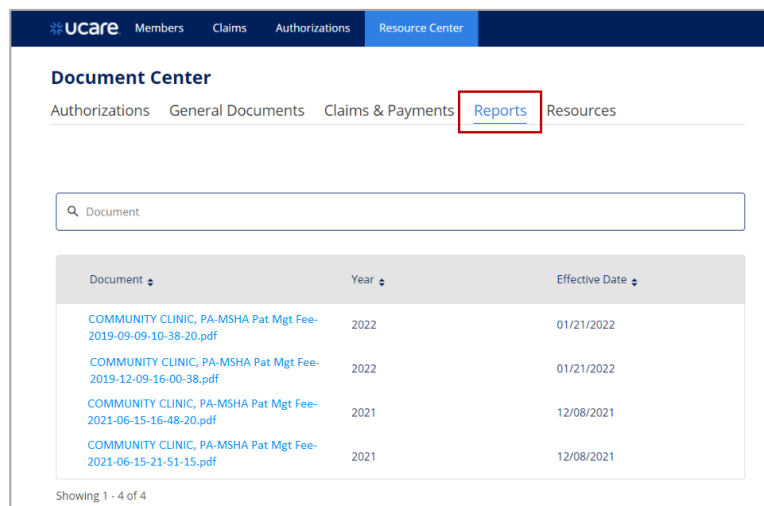 ucare. Members Claims Authorizations Resource Center
Document Center
Authorizations General Documents Claims & Payments Reports Resources
Document
Document Year Effective Date
COMMUNITY CLINIC, PA-MSHA Pat Mgt Fee-
2019-09-09-10-38-20.pdf
2022 01/21/2022
COMMUNITY CLINIC, PA-MSHA Pat Mgt Fee-
2019-12-09-16-00-38.pdf
2022 01/21/2022
COMMUNITY CLINIC, PA-MSHA Pat Mgt Fee-
2021-06-15-16-48-20.pdf
2021 12/08/2021
COMMUNITY CLINIC, PA-MSHA Pat Mgt Fee-
2021-06-15-21-51-15.pdf
2021 12/08/2021
Showing 1 - 4 of 4